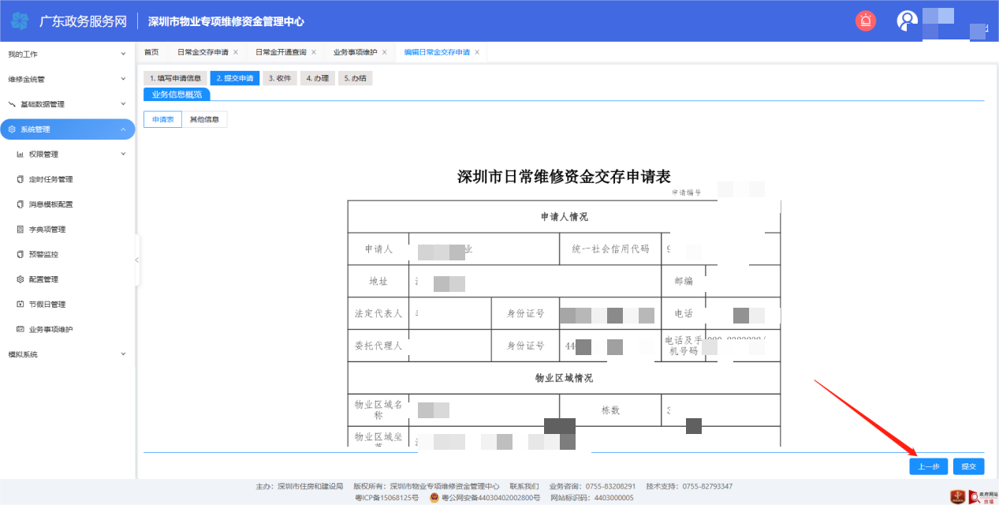 广东政务服务网 深圳市物业专项维修资金管理中心
我的工作
维修金统管
基础数据管理
系统管理
权限管理
定时任务管理
消息模板配置
字典项管理
预警监控
配置管理
节假日管理
业务事项维护
模拟系统
首页 日常金交存申请 × 日常金开通查询 × 业务事项维护 × 编辑日常金交存申请 ×
1. 填写申请信息 2. 提交申请 3. 收件 4. 办理 5. 办结
业务信息概览
申请表 其他信息
深圳市日常维修资金交存申请表
申请编号
申请人情况
申请人 业 统一社会信用代码 9
地址 邮编
法定代表人 身份证号 电话
委托代理人 身份证号 44 电话及手
机号码
物业区域情况
物业区域名
称 栋数 3
物业区域坐
上一步 提交
主办：深圳市住房和建设局 版权所有：深圳市物业专项维修资金管理中心 联系我们 业务咨询：0755-83208291 技术支持：0755-82793347
粤ICP备15068125号 粤公网安备44030402002800号 网站标识码：4403000005
政府网站
找错